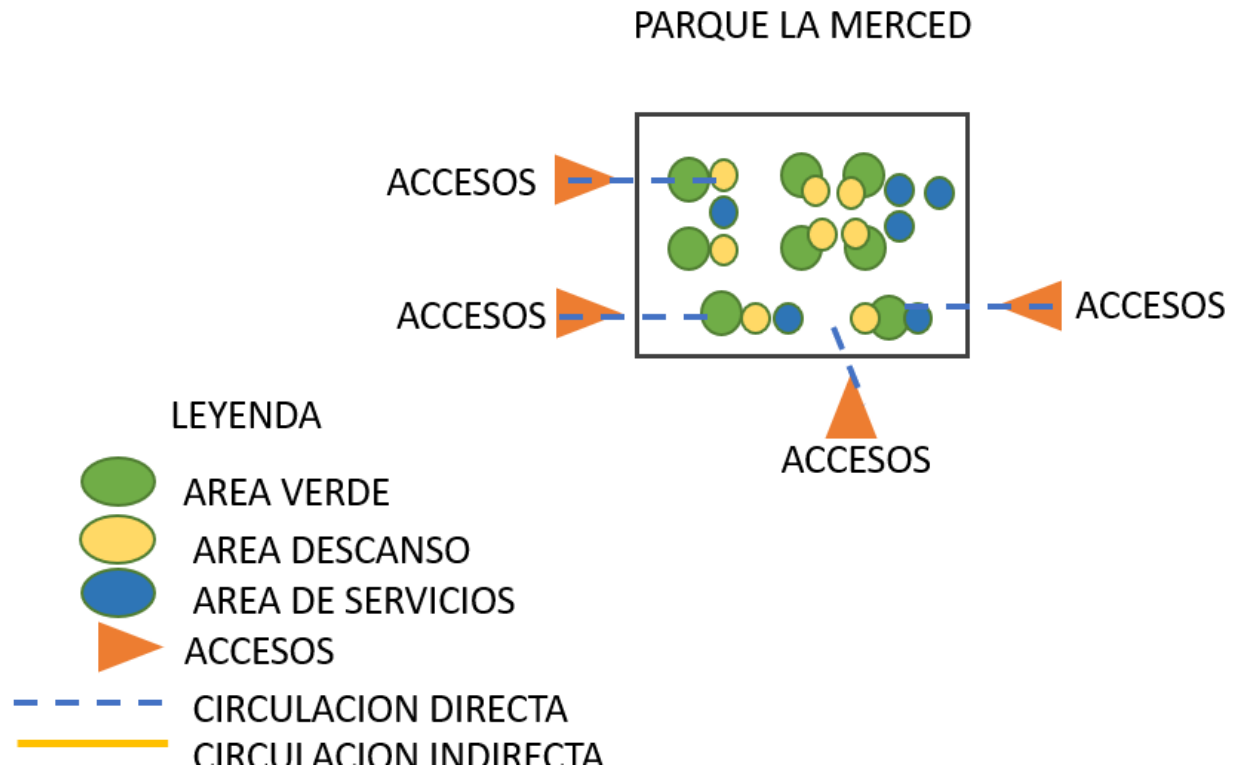 PARQUE LA MERCED
ACCESOS
ACCESOS
ACCESOS
ACCESOS
LEYENDA
AREA VERDE
AREA DESCANSO
AREA DE SERVICIOS
ACCESOS
CIRCULACION DIRECTA
CIRCULACION INDIRECTA